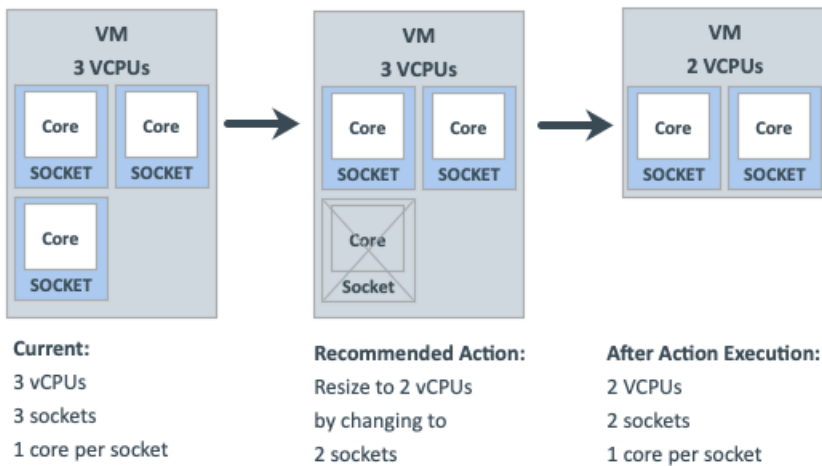 VM
3 VCPUs
Core
Core
SOCKET
SOCKET
Core
SOCKET
Current:
3 vCPUs
3 sockets
1 core per socket
VM
3 VCPUs
Core
Core
SOCKET
SOCKET
Core
Socket
Recommended Action:
Resize to 2 vCPUs
by changing to
2 sockets
VM
2 VCPUs
Core
Core
SOCKET
SOCKET
After Action Execution:
2 VCPUs
2 sockets
1 core per socket